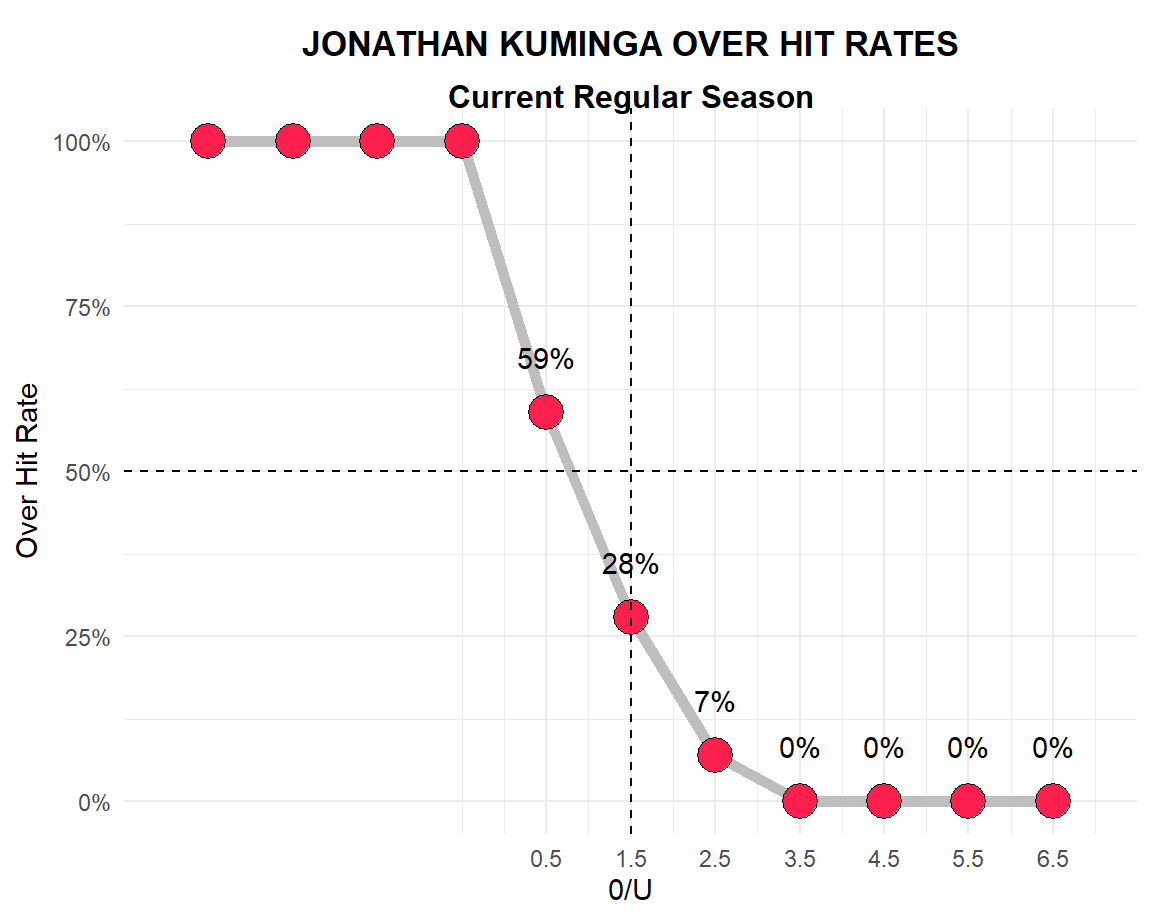 JONATHAN KUMINGA OVER HIT RATES
Current Regular Season
100%
75%
59%
50%
28%
25%
7%
0% 0% 0% 0%
0%
Over Hit Rate
0.5 1.5 2.5 3.5 4.5 5.5 6.5
0/U